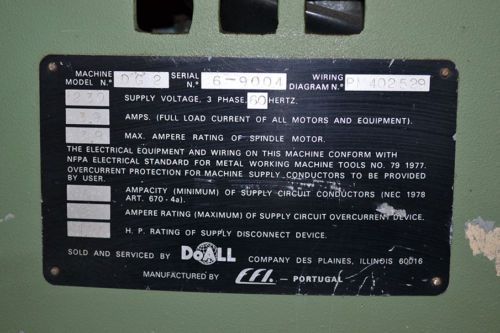 MACHINE MODEL N.º DG 2 SERIAL N.º 6-9004 WIRING DIAGRAM N.º
SUPPLY VOLTAGE, 3 PHASE, 60 HERTZ.
AMPS. (FULL LOAD CURRENT OF ALL MOTORS AND EQUIPMENT).
MAX. AMPERE RATING OF SPINDLE MOTOR.
THE ELECTRICAL EQUIPMENT AND WIRING ON THIS MACHINE CONFORM WITH
NFPA ELECTRICAL STANDARD FOR METAL WORKING MACHINE TOOLS NO. 79 1977.
OVERCURRENT PROTECTION FOR MACHINE SUPPLY CONDUCTORS TO BE PROVIDED
BY USER.
AMPACITY (MINIMUM) OF SUPPLY CIRCUIT CONDUCTORS (NEC 1978
ART. 670-4a).
AMPERE RATING (MAXIMUM) OF SUPPLY CIRCUIT OVERCURRENT DEVICE.
H. P. RATING OF SUPPLY DISCONNECT DEVICE.
SOLD AND SERVICED BY DoALL COMPANY DES PLAINES, ILLINOIS 60016
MANUFACTURED BY EFI. — PORTUGAL